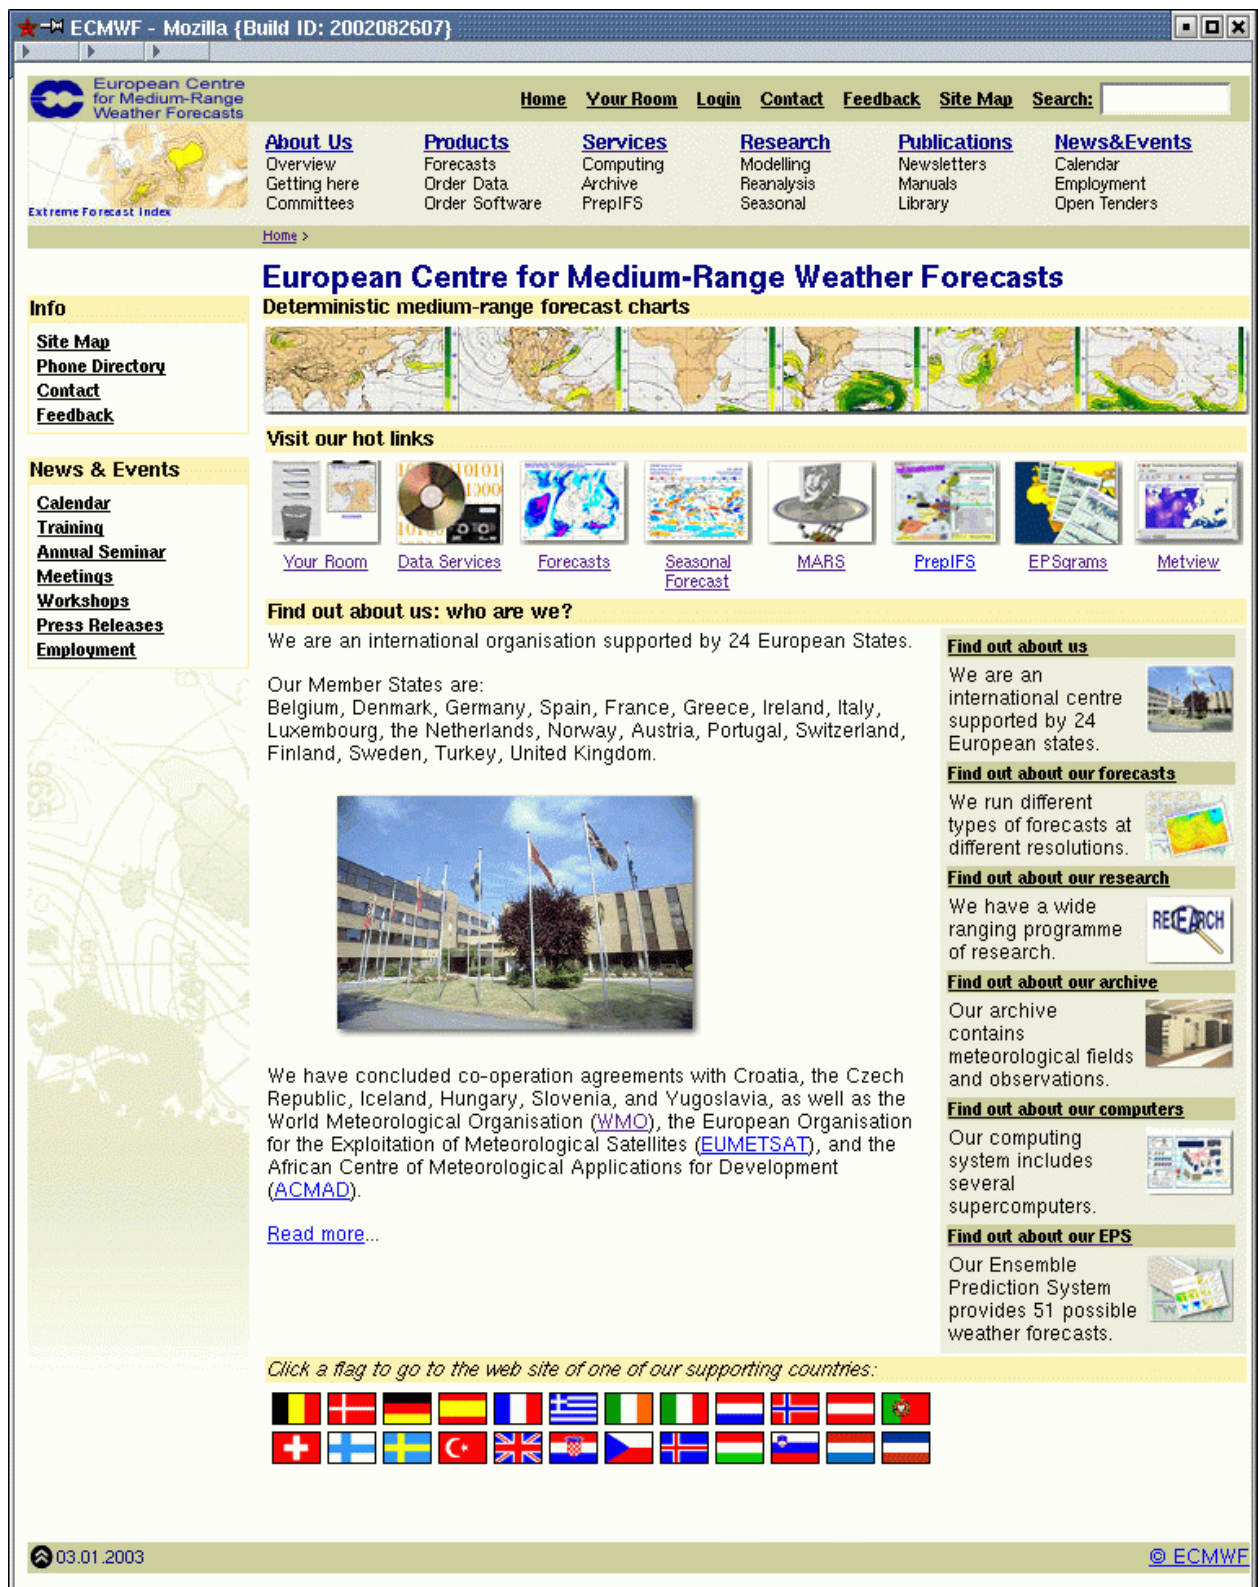 ECMWF - Mozilla {Build ID: 2002082607}
European Centre
for Medium-Range
Weather Forecasts
Home Your Room Login Contact Feedback Site Map Search:
Extreme Forecast Index
About Us Products Services Research Publications News&Events
Overview Forecasts Computing Modelling Newsletters Calendar
Getting here Order Data Archive Reanalysis Manuals Employment
Committees Order Software PrepIFS Seasonal Library Open Tenders
Home >
European Centre for Medium-Range Weather Forecasts
Info
Site Map
Phone Directory
Contact
Feedback
News & Events
Calendar
Training
Annual Seminar
Meetings
Workshops
Press Releases
Employment
Deterministic medium-range forecast charts
Visit our hot links
Your Room Data Services Forecasts Seasonal MARS PrepIFS EPSgrams Metview
Forecast
Find out about us: who are we?
We are an international organisation supported by 24 European States.
Our Member States are:
Belgium, Denmark, Germany, Spain, France, Greece, Ireland, Italy,
Luxembourg, the Netherlands, Norway, Austria, Portugal, Switzerland,
Finland, Sweden, Turkey, United Kingdom.
We have concluded co-operation agreements with Croatia, the Czech
Republic, Iceland, Hungary, Slovenia, and Yugoslavia, as well as the
World Meteorological Organisation (WMO), the European Organisation
for the Exploitation of Meteorological Satellites (EUMETSAT), and the
African Centre of Meteorological Applications for Development
(ACMAD).
Read more...
Find out about us
We are an
international centre
supported by 24
European states.
Find out about our forecasts
We run different
types of forecasts at
different resolutions.
Find out about our research
We have a wide
ranging programme
of research.
RESEARCH
Find out about our archive
Our archive
contains
meteorological fields
and observations.
Find out about our computers
Our computing
system includes
several
supercomputers.
Find out about our EPS
Our Ensemble
Prediction System
provides 51 possible
weather forecasts.
Click a flag to go to the web site of one of our supporting countries:
03.01.2003
© ECMWF